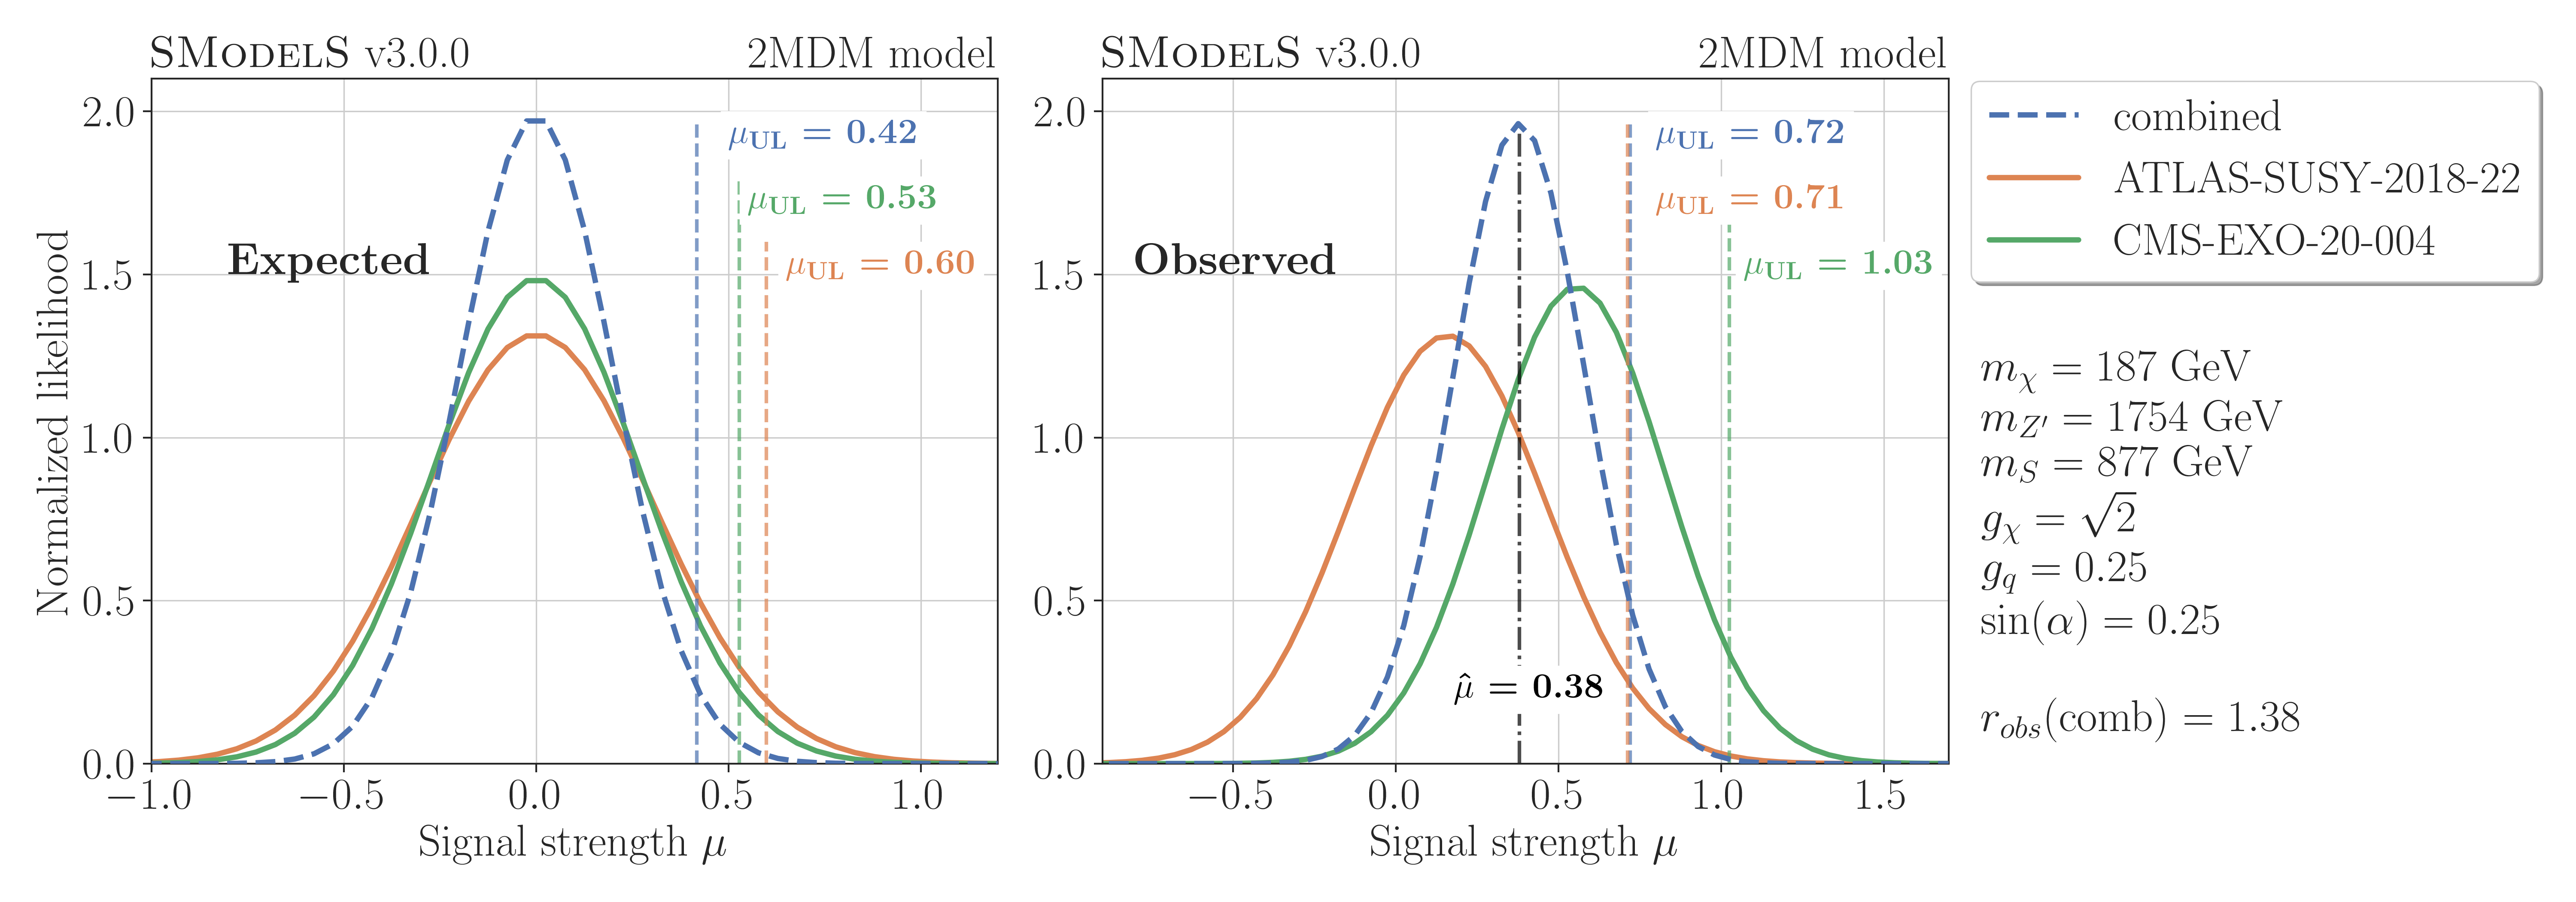 SModelS v3.0.0
2MDM model
2.0
1.5
1.0
0.5
0.0
Normalized likelihood
Expected
μUL = 0.42
μUL = 0.53
μUL = 0.60
−1.0
−0.5
0.0
0.5
1.0
Signal strength μ
SModelS v3.0.0
2MDM model
2.0
1.5
1.0
0.5
0.0
Observed
μUL = 0.72
μUL = 0.71
μUL = 1.03
μ̂ = 0.38
−0.5
0.0
0.5
1.0
1.5
Signal strength μ
combined
ATLAS-SUSY-2018-22
CMS-EXO-20-004
mχ = 187 GeV
mZ′ = 1754 GeV
mS = 877 GeV
gχ = √2
gq = 0.25
sin(α) = 0.25
robs(comb) = 1.38